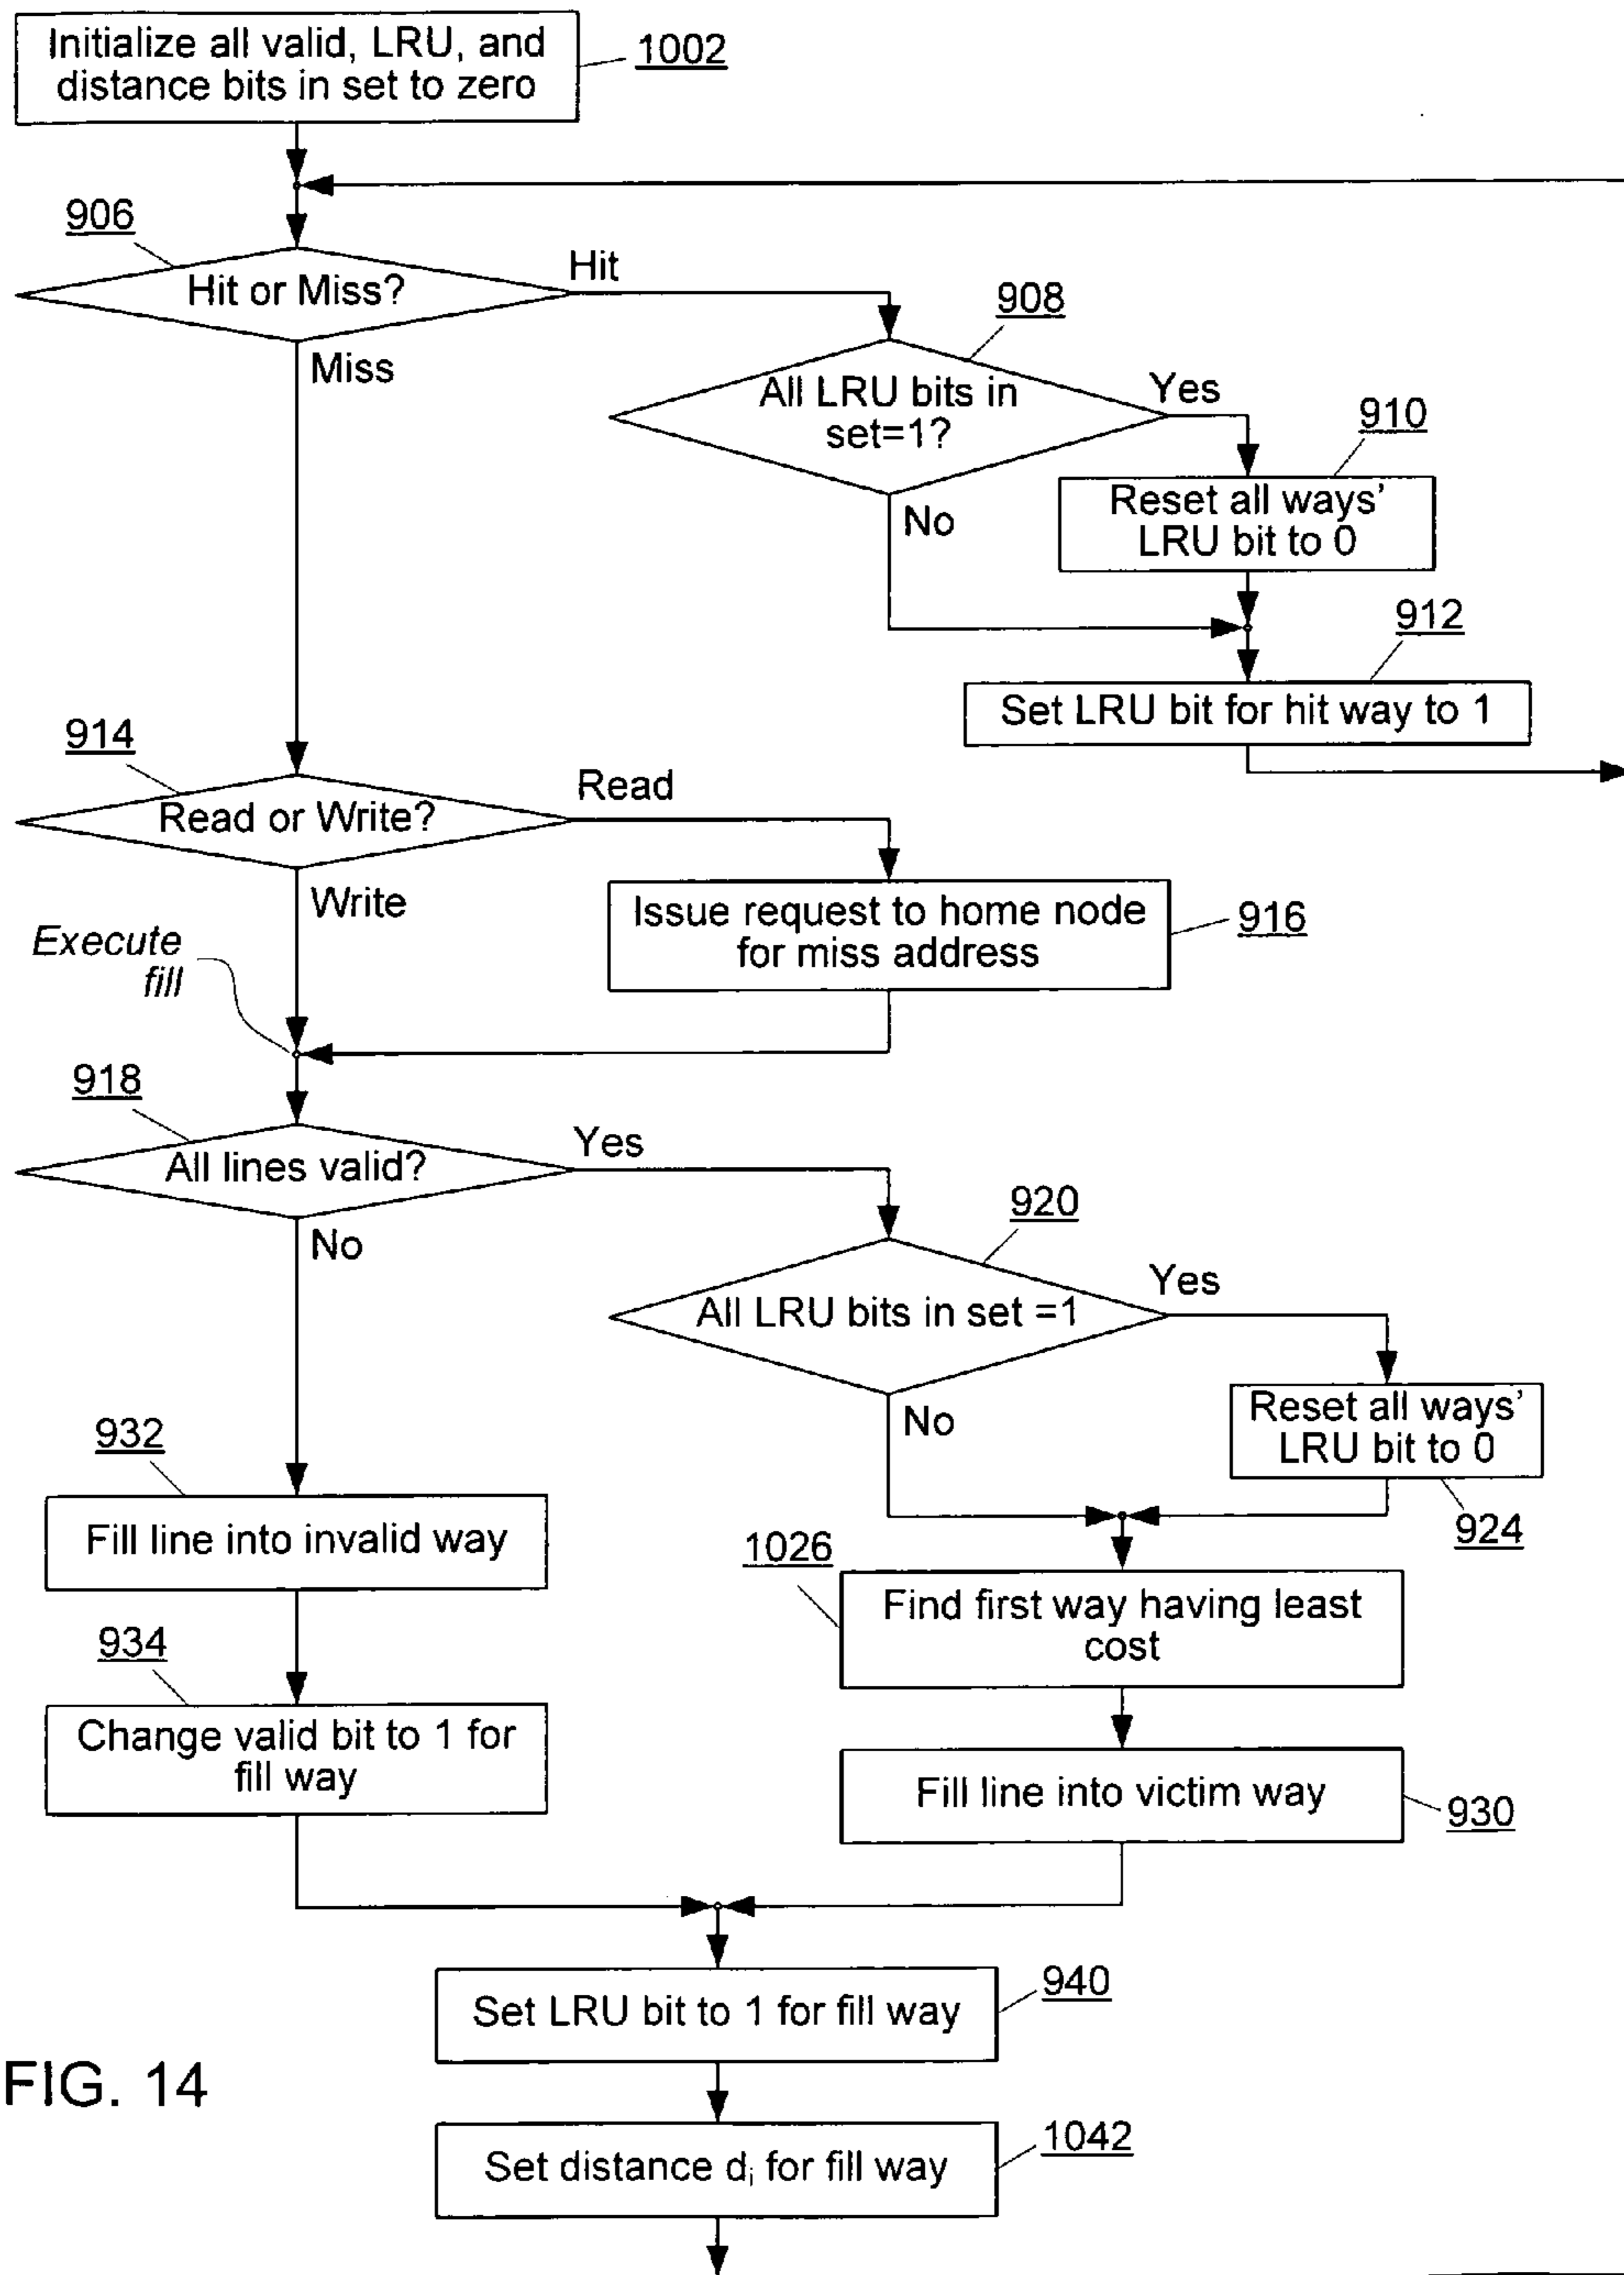 Initialize all valid, LRU, and
distance bits in set to zero
1002
906
Hit or Miss?
Hit
Miss
908
All LRU bits in
set=1?
Yes
No
910
Reset all ways’
LRU bit to 0
912
Set LRU bit for hit way to 1
914
Read or Write?
Read
Write
Issue request to home node
for miss address
916
Execute
fill
918
All lines valid?
Yes
No
920
All LRU bits in set =1
Yes
No
Reset all ways’
LRU bit to 0
924
932
Fill line into invalid way
1026
Find first way having least
cost
934
Change valid bit to 1 for
fill way
Fill line into victim way
930
940
Set LRU bit to 1 for fill way
FIG. 14
1042
Set distance di for fill way